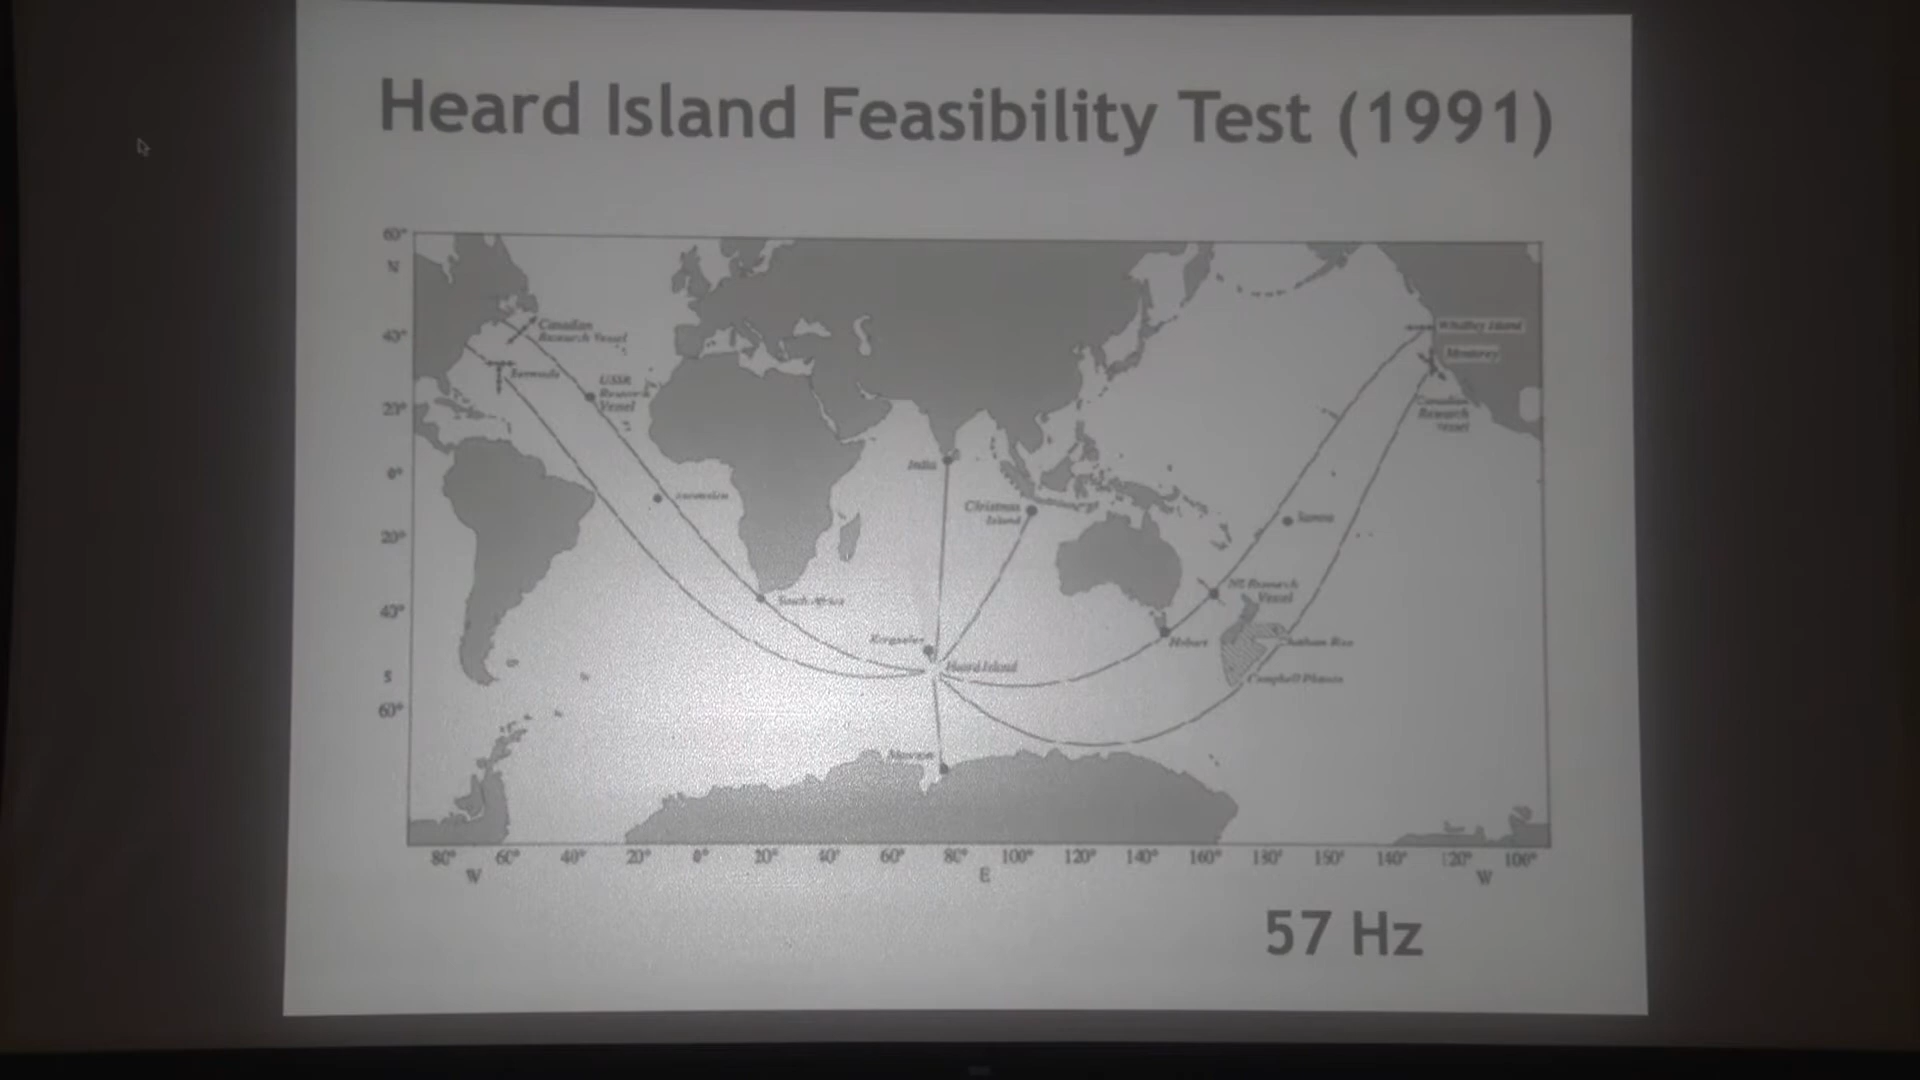 Heard Island Feasibility Test (1991)
60°
N
40°
20°
0°
20°
40°
S
60°
Canadian
Research Vessel
Bermuda
USSR
Research
Vessel
Ascension
South Africa
India
Christmas
Island
Kerguelen
Heard Island
Mawson
Hobart
NZ Research
Vessel
Samoa
Chatham Rise
Campbell Plateau
Whidbey Island
Monterey
Canadian
Research
Vessel
80° 60° 40° 20° 0° 20° 40° 60° 80° 100° 120° 140° 160° 180° 150° 140° 120° 100°
W E W
57 Hz